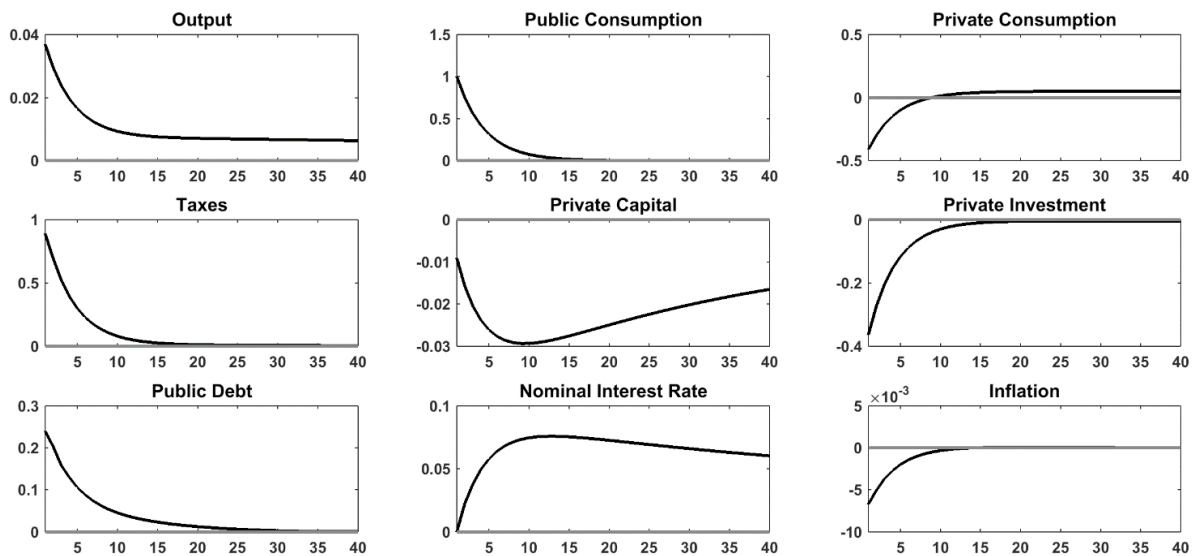 Output
0.04
0.02
0
5 10 15 20 25 30 35 40
Public Consumption
1.5
1
0.5
0
5 10 15 20 25 30 35 40
Private Consumption
0.5
0
-0.5
5 10 15 20 25 30 35 40
Taxes
1
0.5
0
5 10 15 20 25 30 35 40
Private Capital
0
-0.01
-0.02
-0.03
5 10 15 20 25 30 35 40
Private Investment
0
-0.2
-0.4
5 10 15 20 25 30 35 40
Public Debt
0.3
0.2
0.1
0
5 10 15 20 25 30 35 40
Nominal Interest Rate
0.1
0.05
0
5 10 15 20 25 30 35 40
Inflation
×10⁻³
5
0
-5
-10
5 10 15 20 25 30 35 40